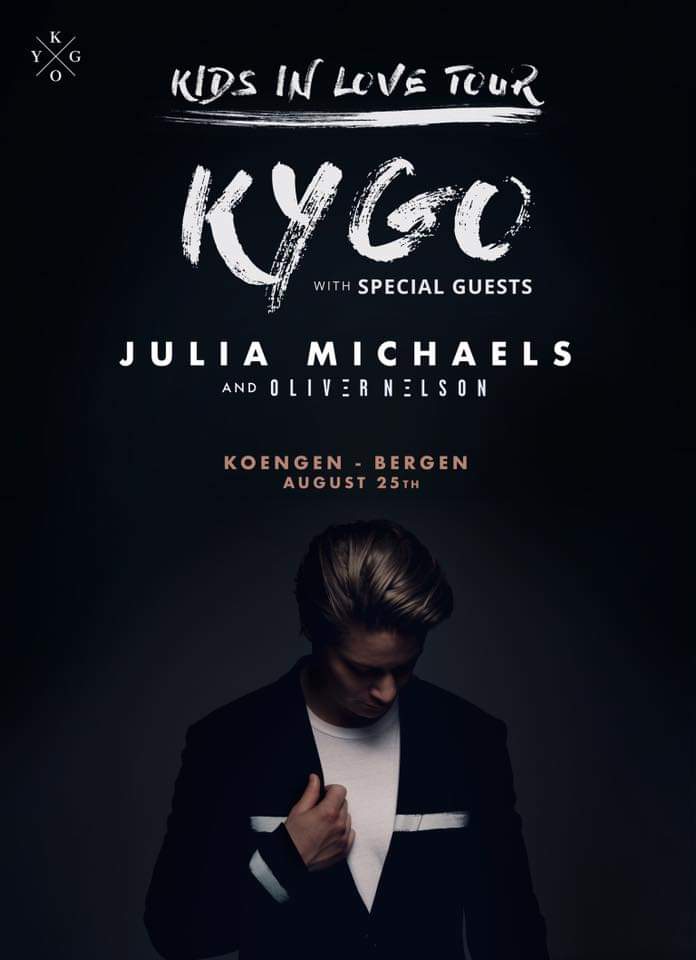 K
Y G
O
KIDS IN LOVE TOUR
KYGO
WITH SPECIAL GUESTS
JULIA MICHAELS
AND OLIVER NELSON
KOENGEN - BERGEN
AUGUST 25TH